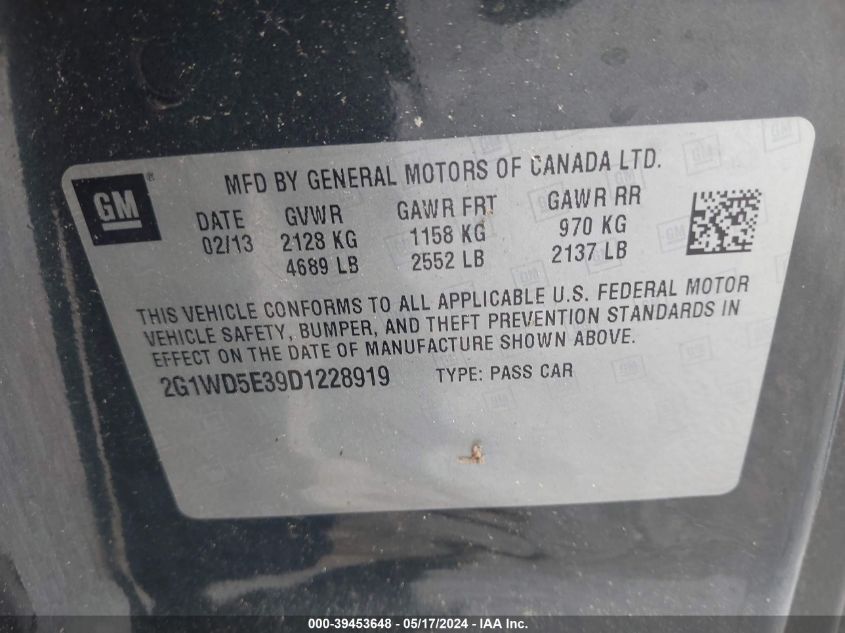 GM ®
MFD BY GENERAL MOTORS OF CANADA LTD.
DATE GVWR GAWR FRT GAWR RR
02/13 2128 KG 1158 KG 970 KG
4689 LB 2552 LB 2137 LB
THIS VEHICLE CONFORMS TO ALL APPLICABLE U.S. FEDERAL MOTOR
VEHICLE SAFETY, BUMPER, AND THEFT PREVENTION STANDARDS IN
EFFECT ON THE DATE OF MANUFACTURE SHOWN ABOVE.
2G1WD5E39D1228919 TYPE: PASS CAR
000-39453648 - 05/17/2024 - IAA Inc.